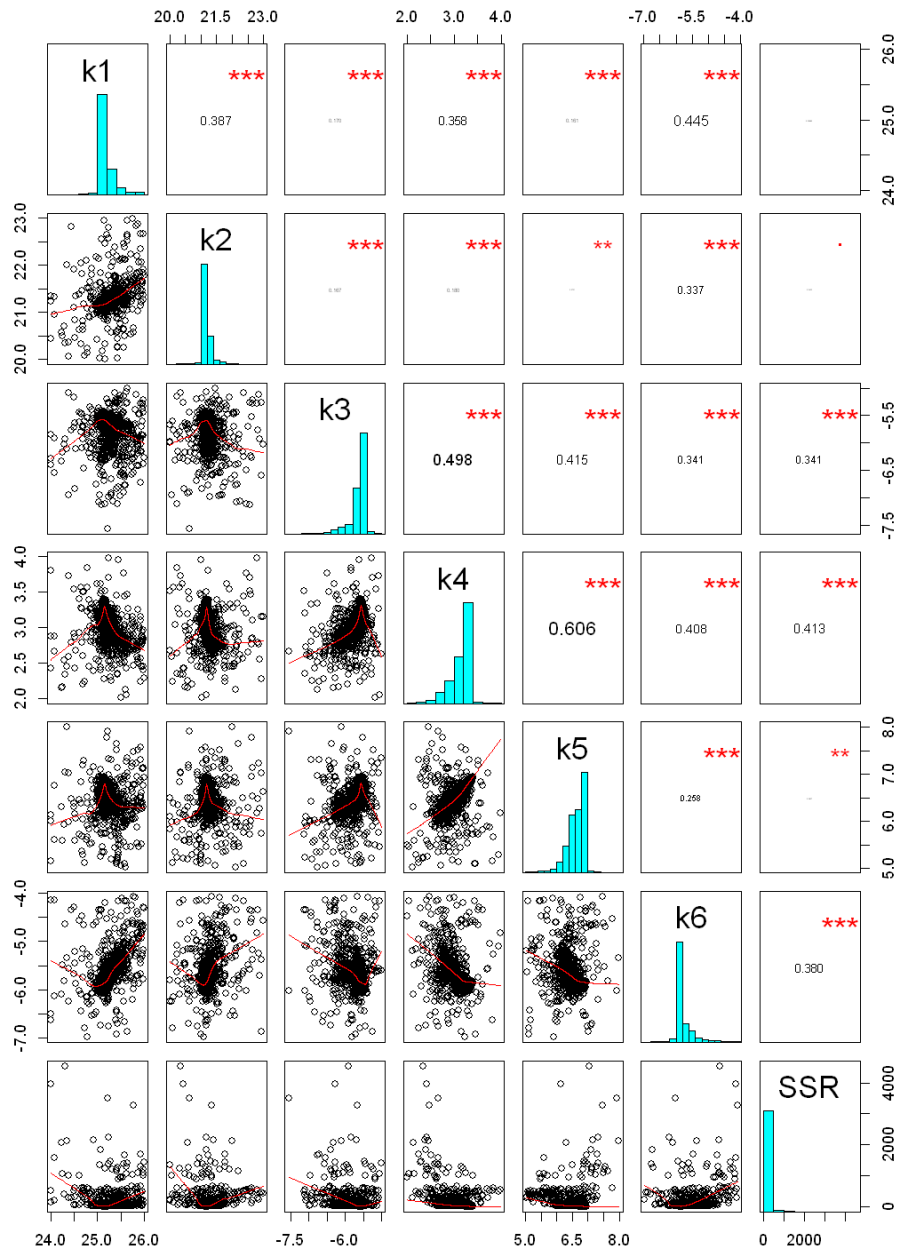 20.0 21.5 23.0 2.0 3.0 4.0 -7.0 -5.5 -4.0
k1 *** 0.387 *** *** 0.358 *** *** 0.445 24.0 25.0 26.0
20.0 21.0 22.0 23.0 k2 *** *** ** *** 0.337 .
k3 *** 0.498 *** 0.415 *** 0.341 *** 0.341 -7.5 -6.5 -5.5
2.0 2.5 3.0 3.5 4.0 k4 *** 0.606 *** 0.408 *** 0.413
k5 *** 0.258 ** 5.0 6.0 7.0 8.0
-7.0 -6.0 -5.0 -4.0 k6 *** 0.380
SSR 0 2000 4000
24.0 25.0 26.0 -7.5 -6.0 5.0 6.5 8.0 0 2000